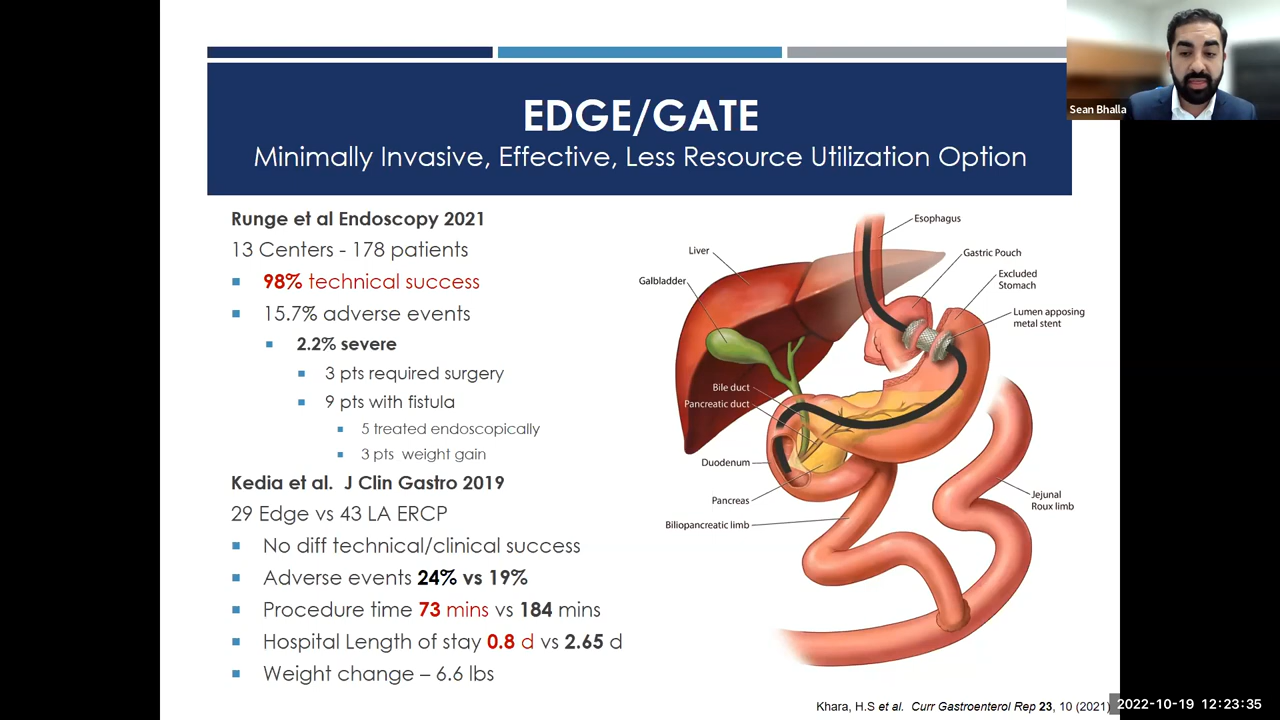 EDGE/GATE
Minimally Invasive, Effective, Less Resource Utilization Option
Sean Bhalla
Runge et al Endoscopy 2021
13 Centers - 178 patients
98% technical success
15.7% adverse events
2.2% severe
3 pts required surgery
9 pts with fistula
5 treated endoscopically
3 pts weight gain
Kedia et al. J Clin Gastro 2019
29 Edge vs 43 LA ERCP
No diff technical/clinical success
Adverse events 24% vs 19%
Procedure time 73 mins vs 184 mins
Hospital Length of stay 0.8 d vs 2.65 d
Weight change – 6.6 lbs
Esophagus
Liver
Gastric Pouch
Galbladder
Excluded
Stomach
Lumen apposing
metal stent
Bile duct
Pancreatic duct
Duodenum
Pancreas
Jejunal
Roux limb
Biliopancreatic limb
Khara, H.S et al. Curr Gastroenterol Rep 23, 10 (2021)
2022-10-19 12:23:35